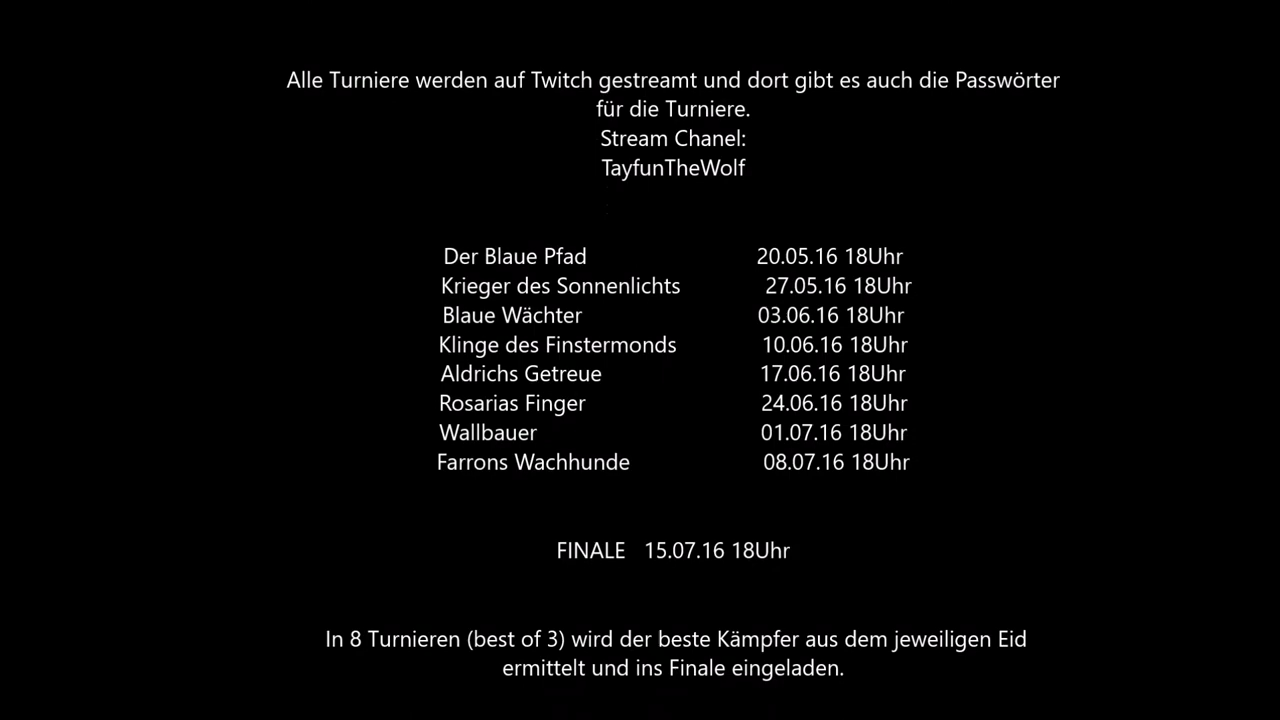 Alle Turniere werden auf Twitch gestreamt und dort gibt es auch die Passwörter
für die Turniere.
Stream Chanel:
TayfunTheWolf
Der Blaue Pfad 20.05.16 18Uhr
Krieger des Sonnenlichts 27.05.16 18Uhr
Blaue Wächter 03.06.16 18Uhr
Klinge des Finstermonds 10.06.16 18Uhr
Aldrichs Getreue 17.06.16 18Uhr
Rosarias Finger 24.06.16 18Uhr
Wallbauer 01.07.16 18Uhr
Farrons Wachhunde 08.07.16 18Uhr
FINALE 15.07.16 18Uhr
In 8 Turnieren (best of 3) wird der beste Kämpfer aus dem jeweiligen Eid
ermittelt und ins Finale eingeladen.